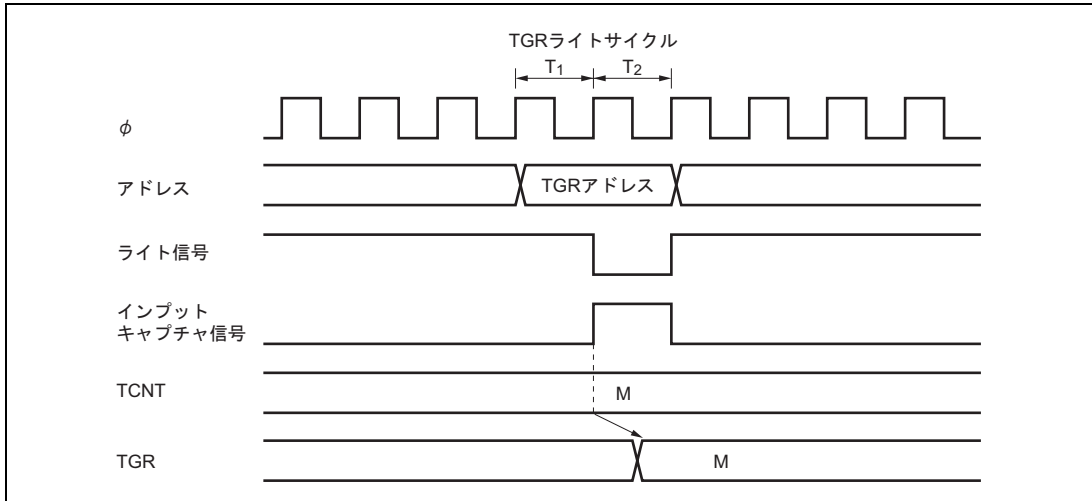 TGRライトサイクル
T1 T2
φ
アドレス TGRアドレス
ライト信号
インプット
キャプチャ信号
TCNT M
TGR M